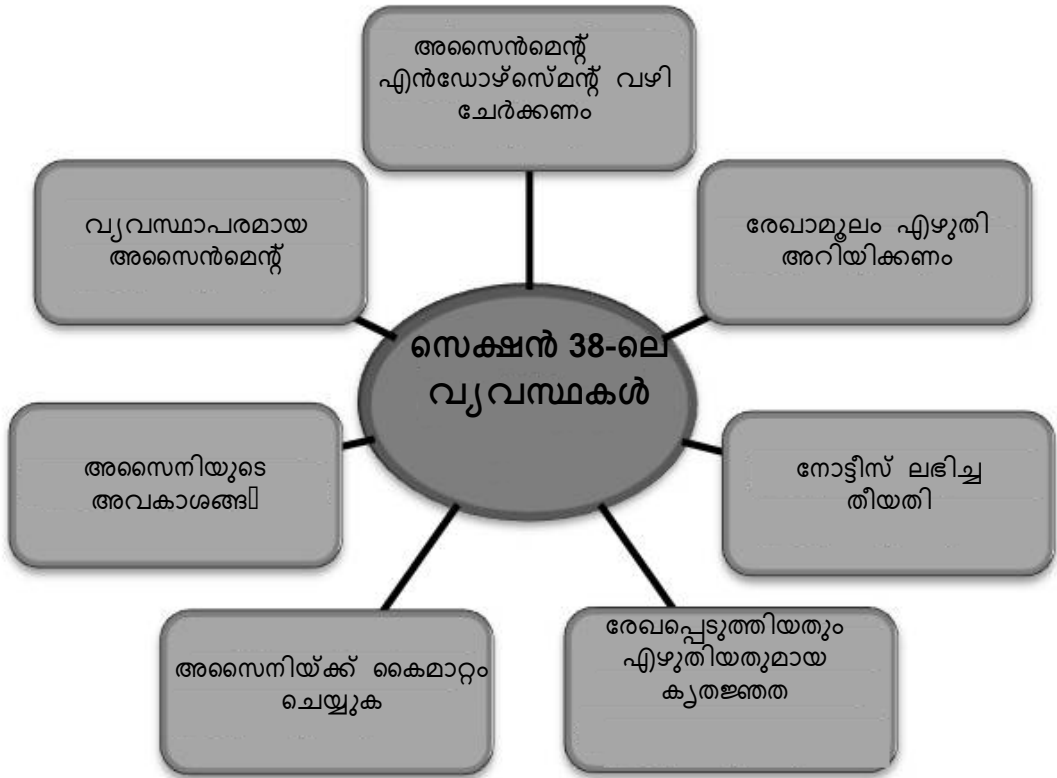 അസൈൻമെന്റ്
എൻഡോഴ്സ്മെന്റ് വഴി
ചേർക്കണം
വ്യവസ്ഥാപരമായ
അസൈൻമെന്റ്
രേഖാമൂലം എഴുതി
അറിയിക്കണം
സെക്ഷൻ 38-ലെ
വ്യവസ്ഥകൾ
അസൈനിയുടെ
നോട്ടീസ് ലഭിച്ച
തീയതി
അസൈനിയ്ക്ക് കൈമാറ്റം
ചെയ്യുക
രേഖപ്പെടുത്തിയതും
എഴുതിയതുമായ
കൃതജ്ഞത